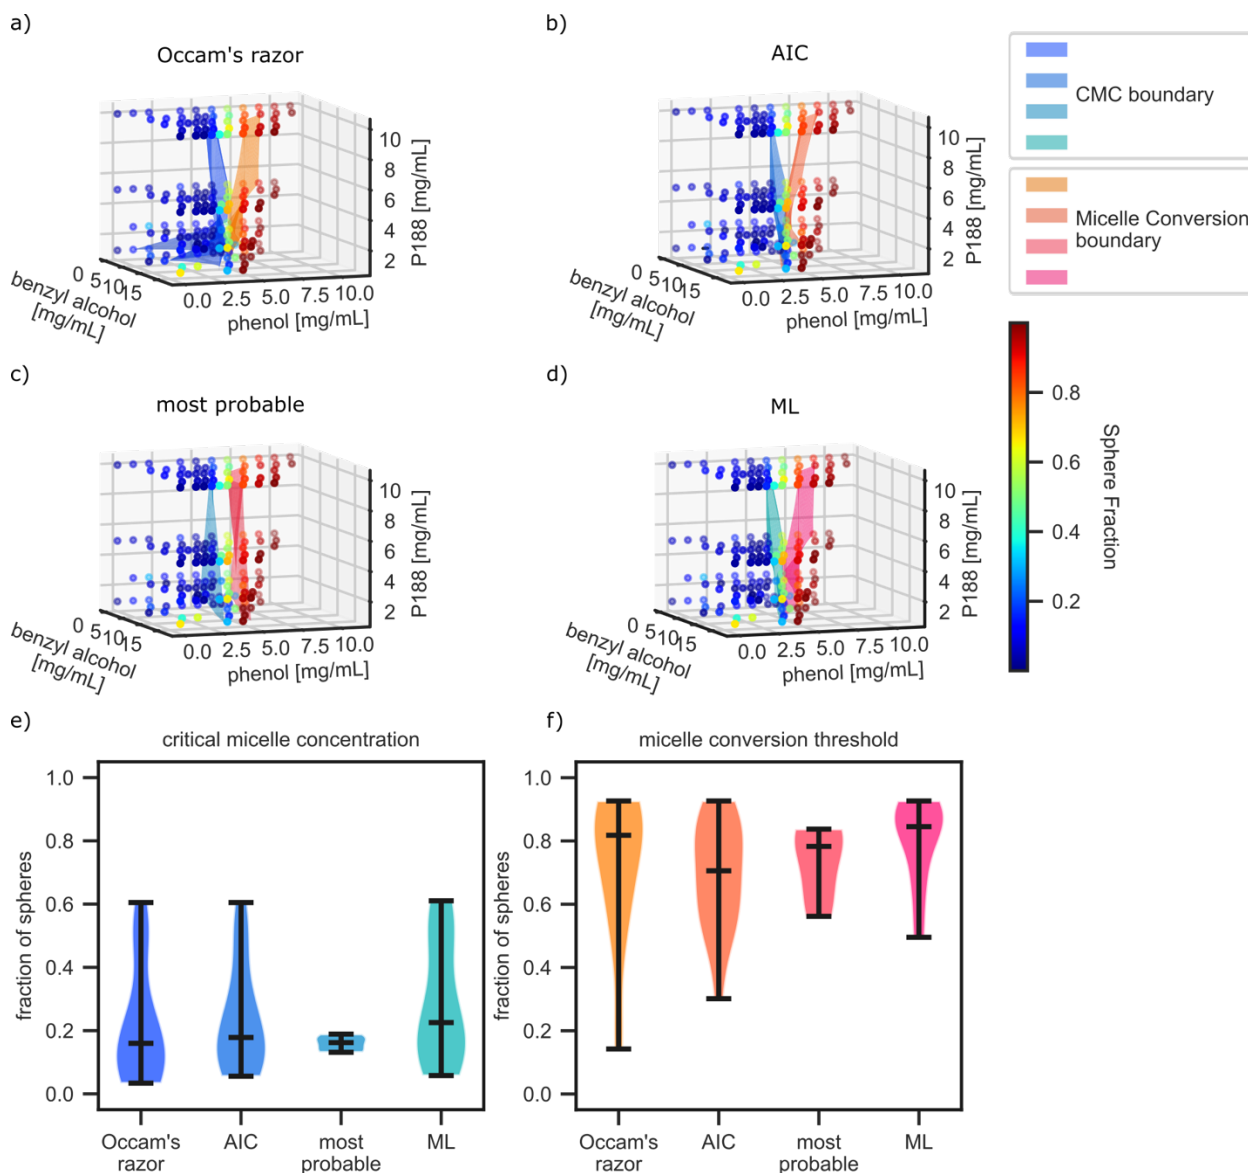 a)
Occam's razor
10
8
6
4
2
P188 [mg/mL]
0 5 10 15
benzyl alcohol
[mg/mL]
0.0 2.5 5.0 7.5 10.0
phenol [mg/mL]
b)
AIC
10
8
6
4
2
P188 [mg/mL]
0 5 10 15
benzyl alcohol
[mg/mL]
0.0 2.5 5.0 7.5 10.0
phenol [mg/mL]
CMC boundary
Micelle Conversion
boundary
c)
most probable
10
8
6
4
2
P188 [mg/mL]
0 5 10 15
benzyl alcohol
[mg/mL]
0.0 2.5 5.0 7.5 10.0
phenol [mg/mL]
d)
ML
10
8
6
4
2
P188 [mg/mL]
0 5 10 15
benzyl alcohol
[mg/mL]
0.0 2.5 5.0 7.5 10.0
phenol [mg/mL]
0.8
0.6
0.4
0.2
Sphere Fraction
e)
critical micelle concentration
fraction of spheres
1.0
0.8
0.6
0.4
0.2
0.0
Occam's
razor
AIC
most
probable
ML
f)
micelle conversion threshold
fraction of spheres
1.0
0.8
0.6
0.4
0.2
0.0
Occam's
razor
AIC
most
probable
ML